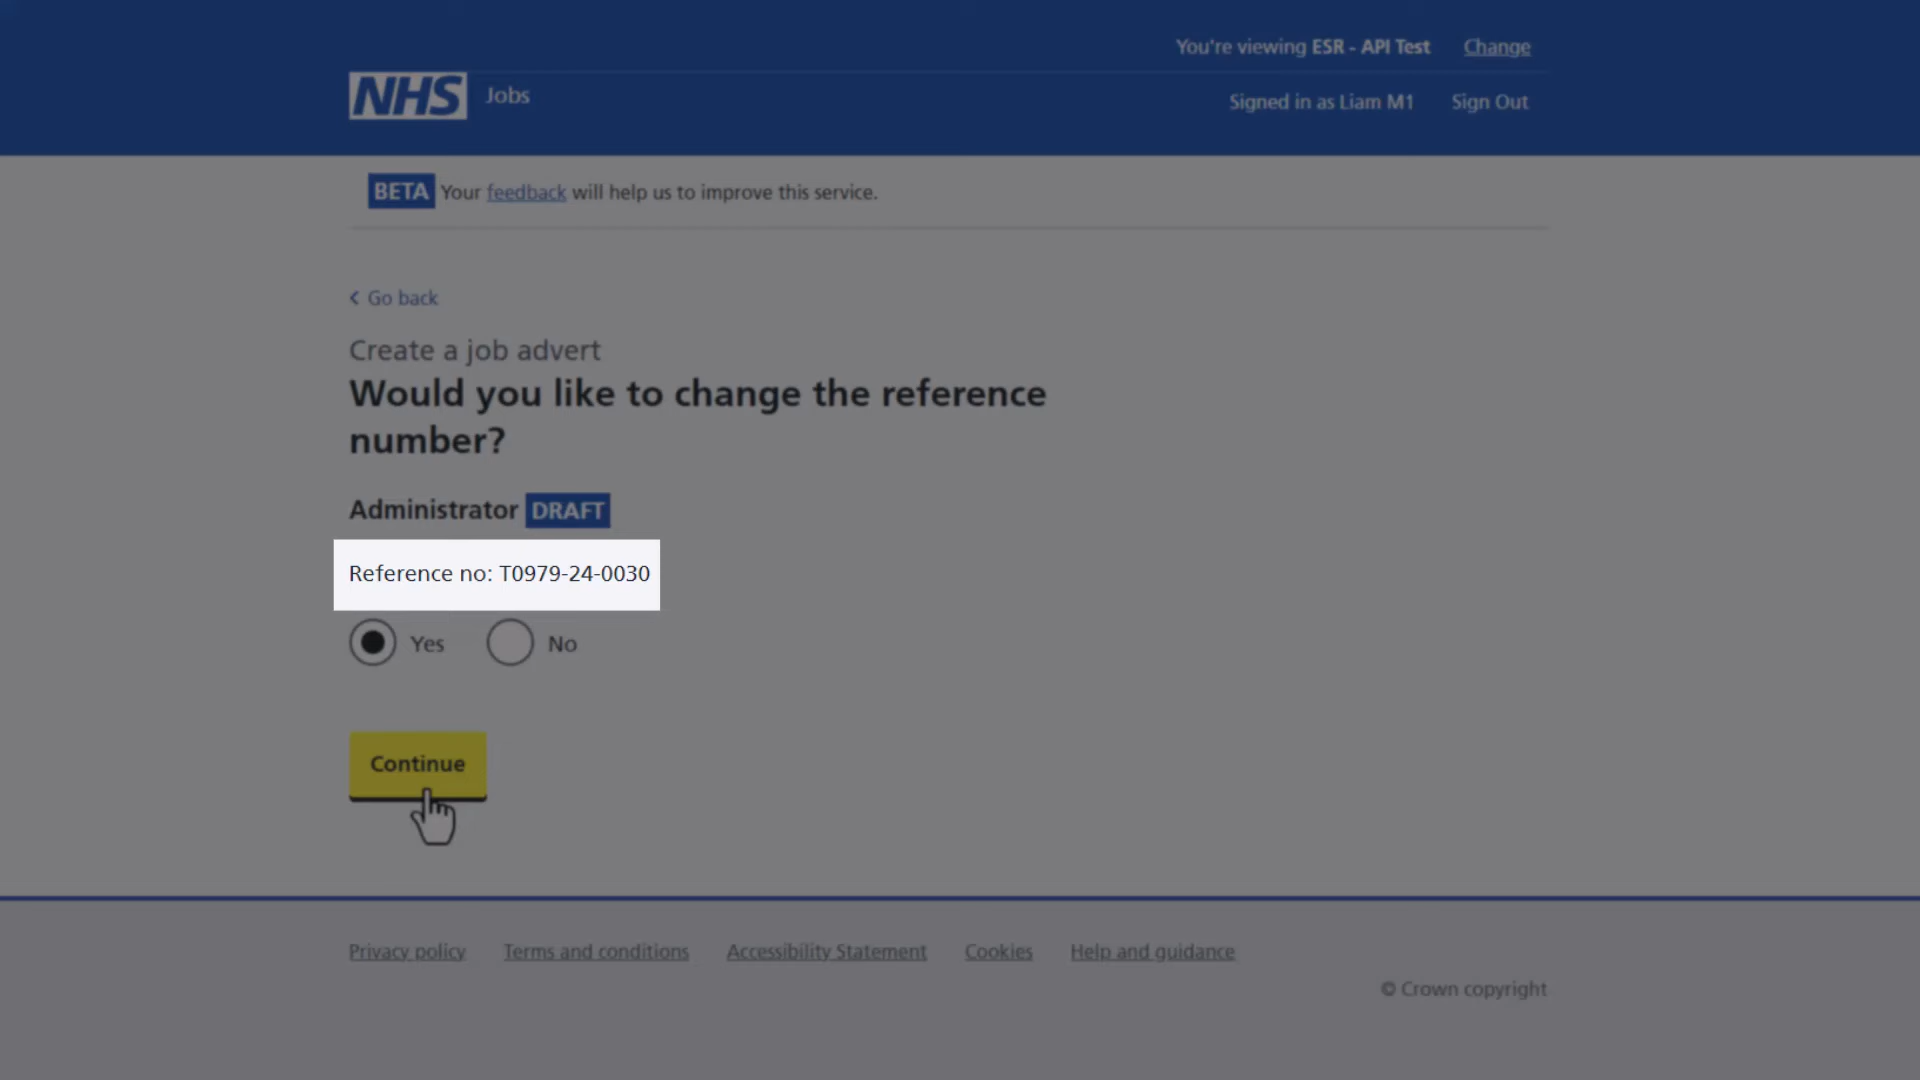 You're viewing ESR - API Test Change
NHS Jobs
Signed in as Liam M1 Sign Out
BETA Your feedback will help us to improve this service.
Go back
Create a job advert
Would you like to change the reference
number?
Administrator DRAFT
Reference no: T0979-24-0030
Yes No
Continue
Privacy policy Terms and conditions Accessibility Statement Cookies Help and guidance
© Crown copyright